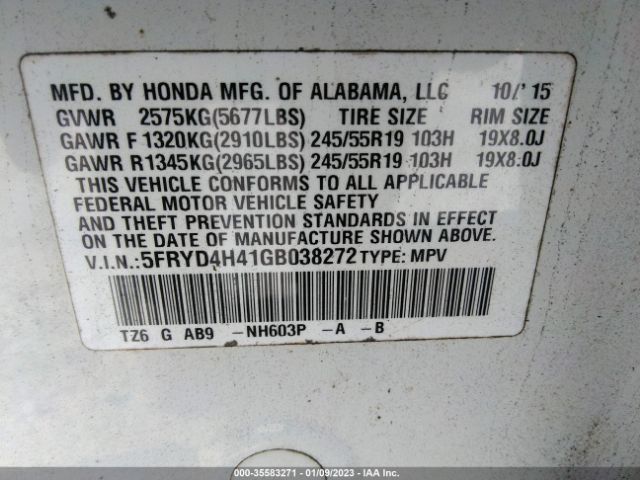 MFD. BY HONDA MFG. OF ALABAMA, LLC 10/'15
GVWR 2575KG(5677LBS) TIRE SIZE RIM SIZE
GAWR F 1320KG(2910LBS) 245/55R19 103H 19X8.0J
GAWR R1345KG(2965LBS) 245/55R19 103H 19X8.0J
THIS VEHICLE CONFORMS TO ALL APPLICABLE
FEDERAL MOTOR VEHICLE SAFETY
AND THEFT PREVENTION STANDARDS IN EFFECT
ON THE DATE OF MANUFACTURE SHOWN ABOVE.
V.I.N.:5FRYD4H41GB038272 TYPE: MPV
TZ6 G AB9 -NH603P -A -B
000-35583271 - 01/09/2023 - IAA Inc.